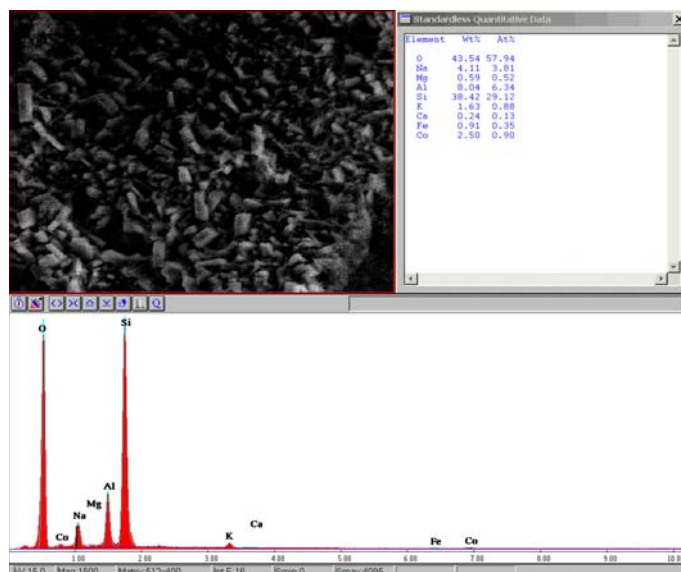 Standardless Quantitative Data
Element Wt% At%
O 43.54 57.94
Na 4.11 3.81
Mg 0.59 0.52
Al 8.04 6.34
Si 38.42 29.12
K 1.63 0.88
Ca 0.24 0.13
Fe 0.91 0.35
Co 2.50 0.90
Q
O
Si
Co
Na
Mg
Al
K
Ca
Fe
Co
1.00 2.00 3.00 4.00 5.00 6.00 7.00 8.00 9.00 10.0
kV:15.0 Mag:1500 Matrix:512x400 Smin:0 Smax:4095